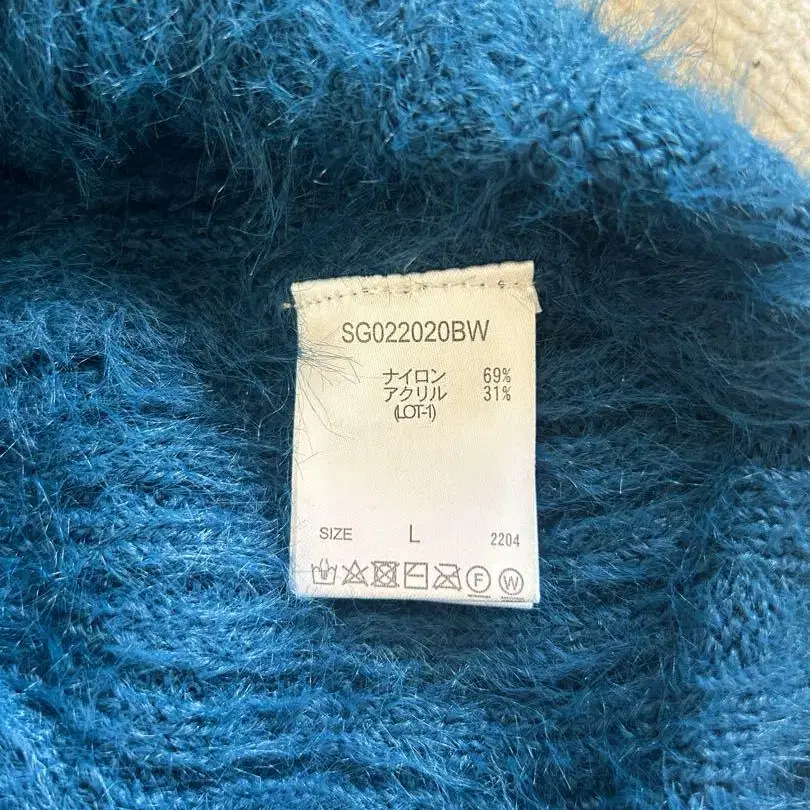 SG022020BW
ナイロン 69%
アクリル 31%
(LOT-1)
SIZE L 2204
F W